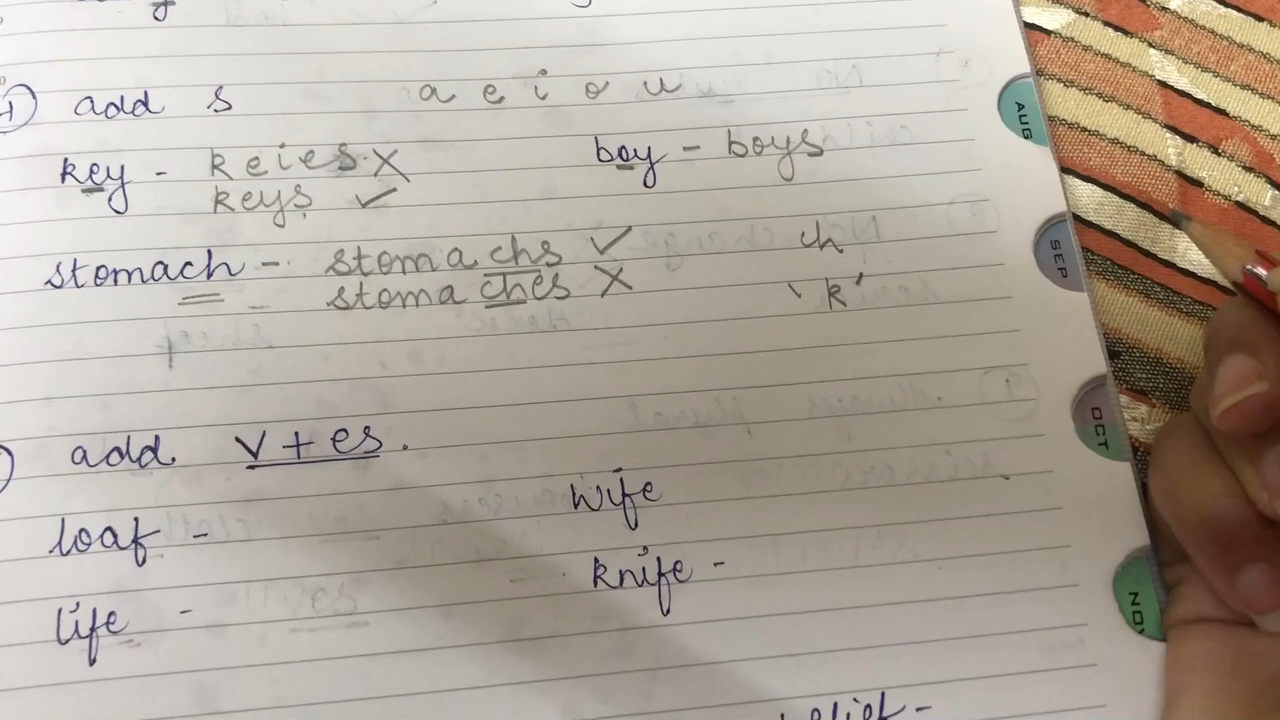 add s a e i o u
key - keies X boy - boys
keys ✓
stomach - stomachs ✓ ch
stomaches X 'k'
add v + es.
loaf - wife
life - knife -
AUG
SEP
OCT
NOV